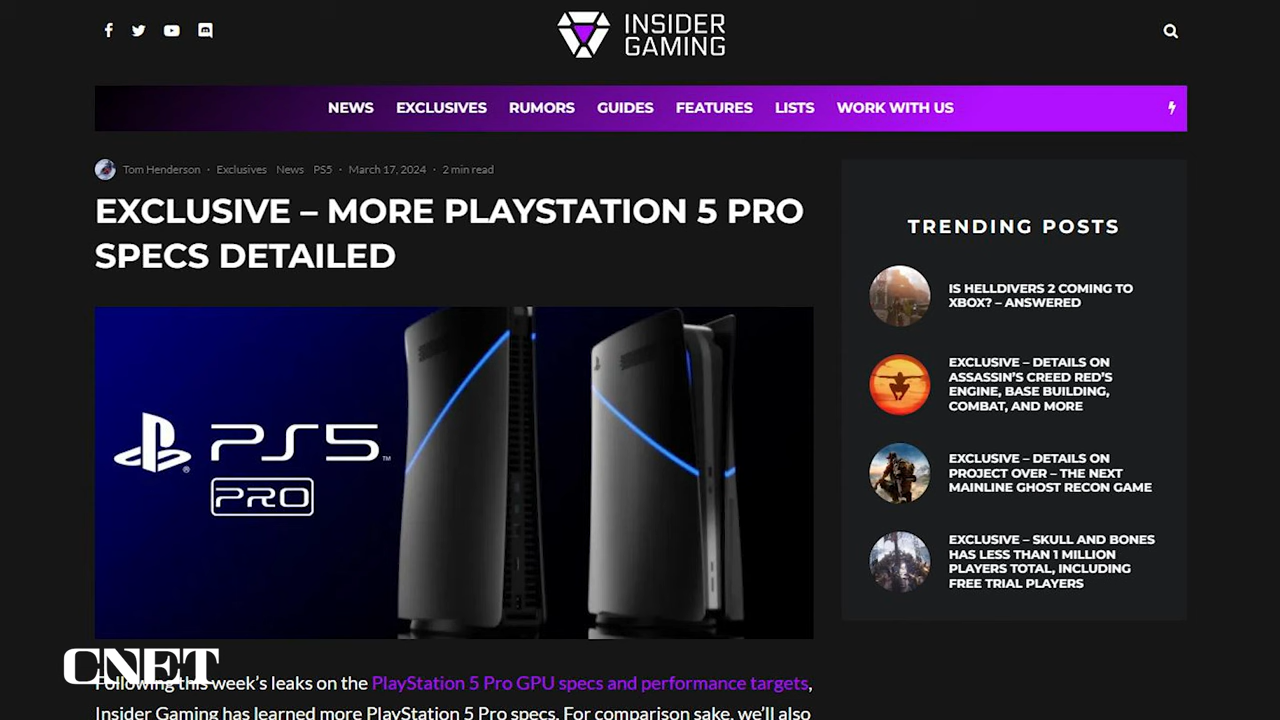 INSIDER
GAMING
NEWS EXCLUSIVES RUMORS GUIDES FEATURES LISTS WORK WITH US
Tom Henderson · Exclusives News PS5 · March 17, 2024 · 2 min read
EXCLUSIVE – MORE PLAYSTATION 5 PRO
SPECS DETAILED
PS5™
PRO
TRENDING POSTS
IS HELLDIVERS 2 COMING TO
XBOX? – ANSWERED
EXCLUSIVE – DETAILS ON
ASSASSIN'S CREED RED'S
ENGINE, BASE BUILDING,
COMBAT, AND MORE
EXCLUSIVE – DETAILS ON
PROJECT OVER – THE NEXT
MAINLINE GHOST RECON GAME
EXCLUSIVE – SKULL AND BONES
HAS LESS THAN 1 MILLION
PLAYERS TOTAL, INCLUDING
FREE TRIAL PLAYERS
CNET
Following this week's leaks on the PlayStation 5 Pro GPU specs and performance targets,
Insider Gaming has learned more PlayStation 5 Pro specs. For comparison sake, we'll also